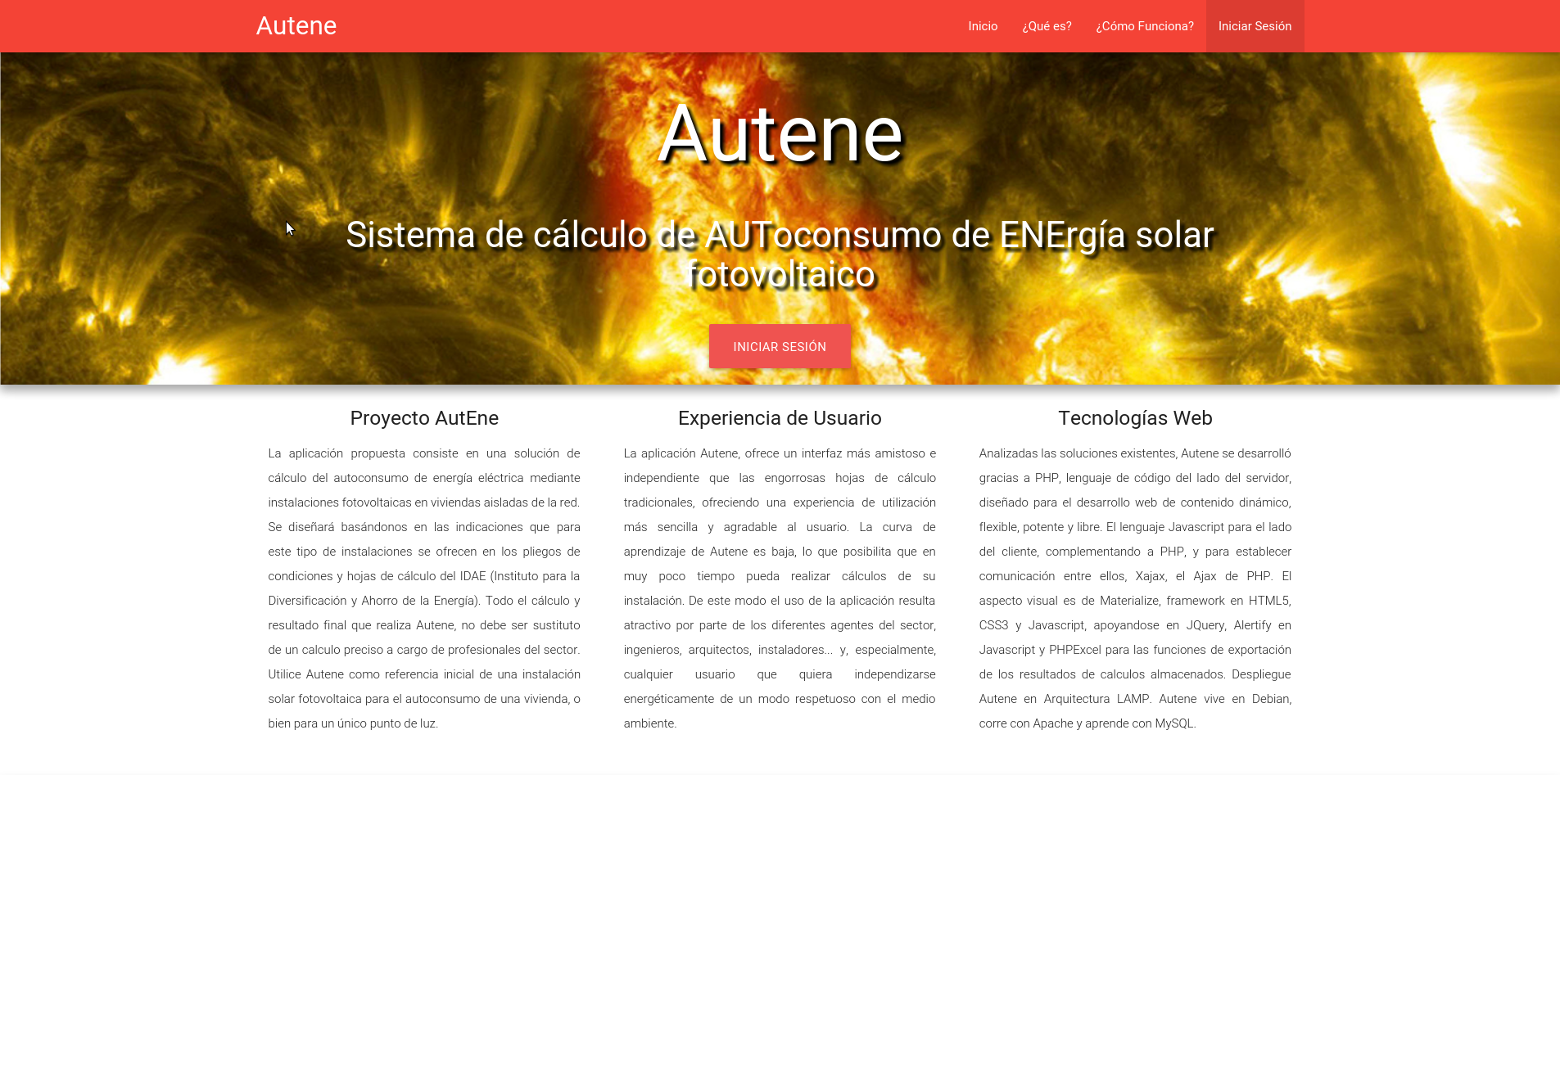 Autene
Inicio ¿Qué es? ¿Cómo Funciona? Iniciar Sesión
Autene
Sistema de cálculo de AUToconsumo de ENErgía solar
fotovoltaico
INICIAR SESIÓN
Proyecto AutEne
La aplicación propuesta consiste en una solución de
cálculo del autoconsumo de energía eléctrica mediante
instalaciones fotovoltaicas en viviendas aisladas de la red.
Se diseñará basándonos en las indicaciones que para
este tipo de instalaciones se ofrecen en los pliegos de
condiciones y hojas de cálculo del IDAE (Instituto para la
Diversificación y Ahorro de la Energía). Todo el cálculo y
resultado final que realiza Autene, no debe ser sustituto
de un calculo preciso a cargo de profesionales del sector.
Utilice Autene como referencia inicial de una instalación
solar fotovoltaica para el autoconsumo de una vivienda, o
bien para un único punto de luz.
Experiencia de Usuario
La aplicación Autene, ofrece un interfaz más amistoso e
independiente que las engorrosas hojas de cálculo
tradicionales, ofreciendo una experiencia de utilización
más sencilla y agradable al usuario. La curva de
aprendizaje de Autene es baja, lo que posibilita que en
muy poco tiempo pueda realizar cálculos de su
instalación. De este modo el uso de la aplicación resulta
atractivo por parte de los diferentes agentes del sector,
ingenieros, arquitectos, instaladores... y, especialmente,
cualquier usuario que quiera independizarse
energéticamente de un modo respetuoso con el medio
ambiente.
Tecnologías Web
Analizadas las soluciones existentes, Autene se desarrolló
gracias a PHP, lenguaje de código del lado del servidor,
diseñado para el desarrollo web de contenido dinámico,
flexible, potente y libre. El lenguaje Javascript para el lado
del cliente, complementando a PHP, y para establecer
comunicación entre ellos, Xajax, el Ajax de PHP. El
aspecto visual es de Materialize, framework en HTML5,
CSS3 y Javascript, apoyandose en JQuery, Alertify en
Javascript y PHPExcel para las funciones de exportación
de los resultados de calculos almacenados. Despliegue
Autene en Arquitectura LAMP. Autene vive en Debian,
corre con Apache y aprende con MySQL.